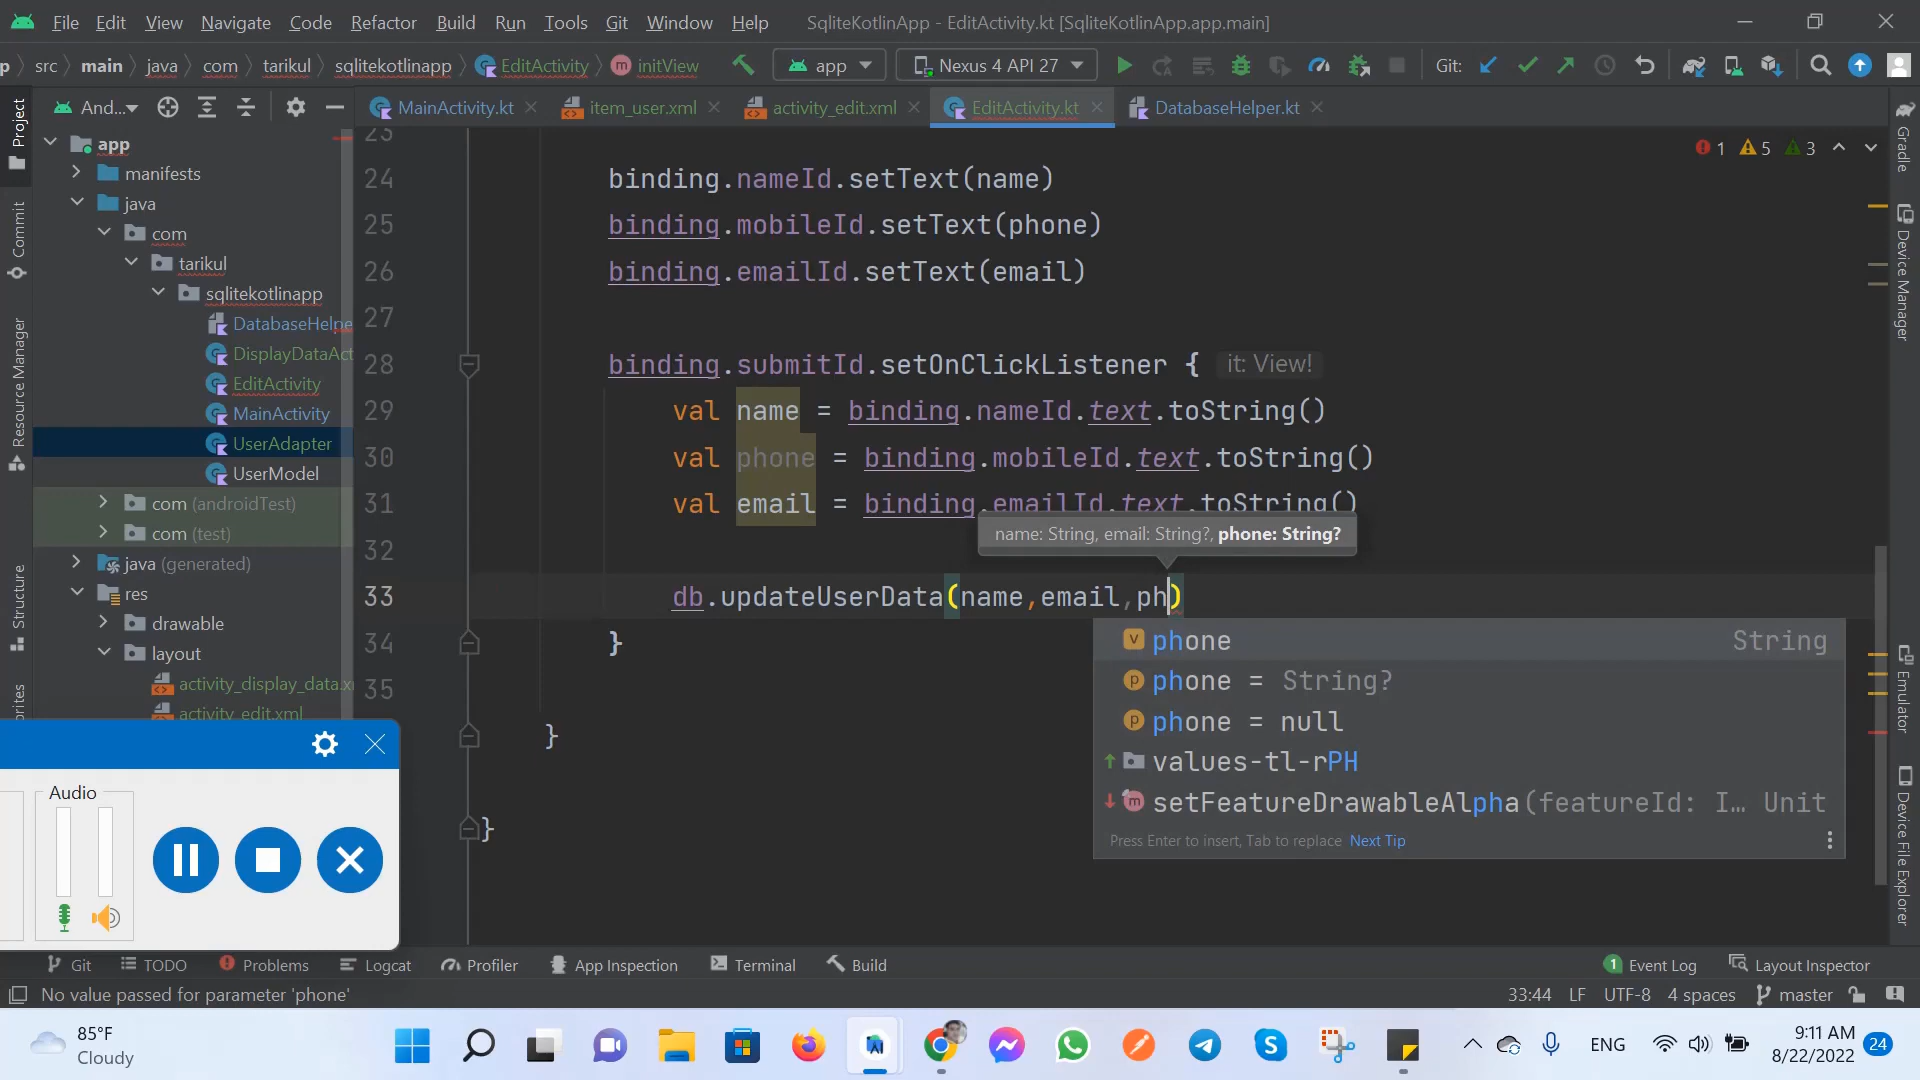 File Edit View Navigate Code Refactor Build Run Tools Git Window Help SqliteKotlinApp - EditActivity.kt [SqliteKotlinApp.app.main]
p src main java com tarikul sqlitekotlinapp EditActivity initView app Nexus 4 API 27 Git:
And... MainActivity.kt item_user.xml activity_edit.xml EditActivity.kt DatabaseHelper.kt
Project
Commit
Resource Manager
Structure
Gradle
Device Manager
Emulator
Device File Explorer
app
manifests
java
com
tarikul
sqlitekotlinapp
DatabaseHelpe
DisplayDataAct
EditActivity
MainActivity
UserAdapter
UserModel
com (androidTest)
com (test)
java (generated)
res
drawable
layout
activity_display_data.x
activity_edit.xml
1 5 3
23
24 binding.nameId.setText(name)
25 binding.mobileId.setText(phone)
26 binding.emailId.setText(email)
27
28 binding.submitId.setOnClickListener { it: View!
29 val name = binding.nameId.text.toString()
30 val phone = binding.mobileId.text.toString()
31 val email = binding.emailId.text.toString()
name: String, email: String?, phone: String?
32
33 db.updateUserData(name,email,ph)
34 }
35
}
}
phone String
phone = String?
phone = null
values-tl-rPH
setFeatureDrawableAlpha(featureId: I... Unit
Press Enter to insert, Tab to replace Next Tip
Audio
Git TODO Problems Logcat Profiler App Inspection Terminal Build 1 Event Log Layout Inspector
No value passed for parameter 'phone' 33:44 LF UTF-8 4 spaces master
85°F
Cloudy
ENG
9:11 AM
8/22/2022
24